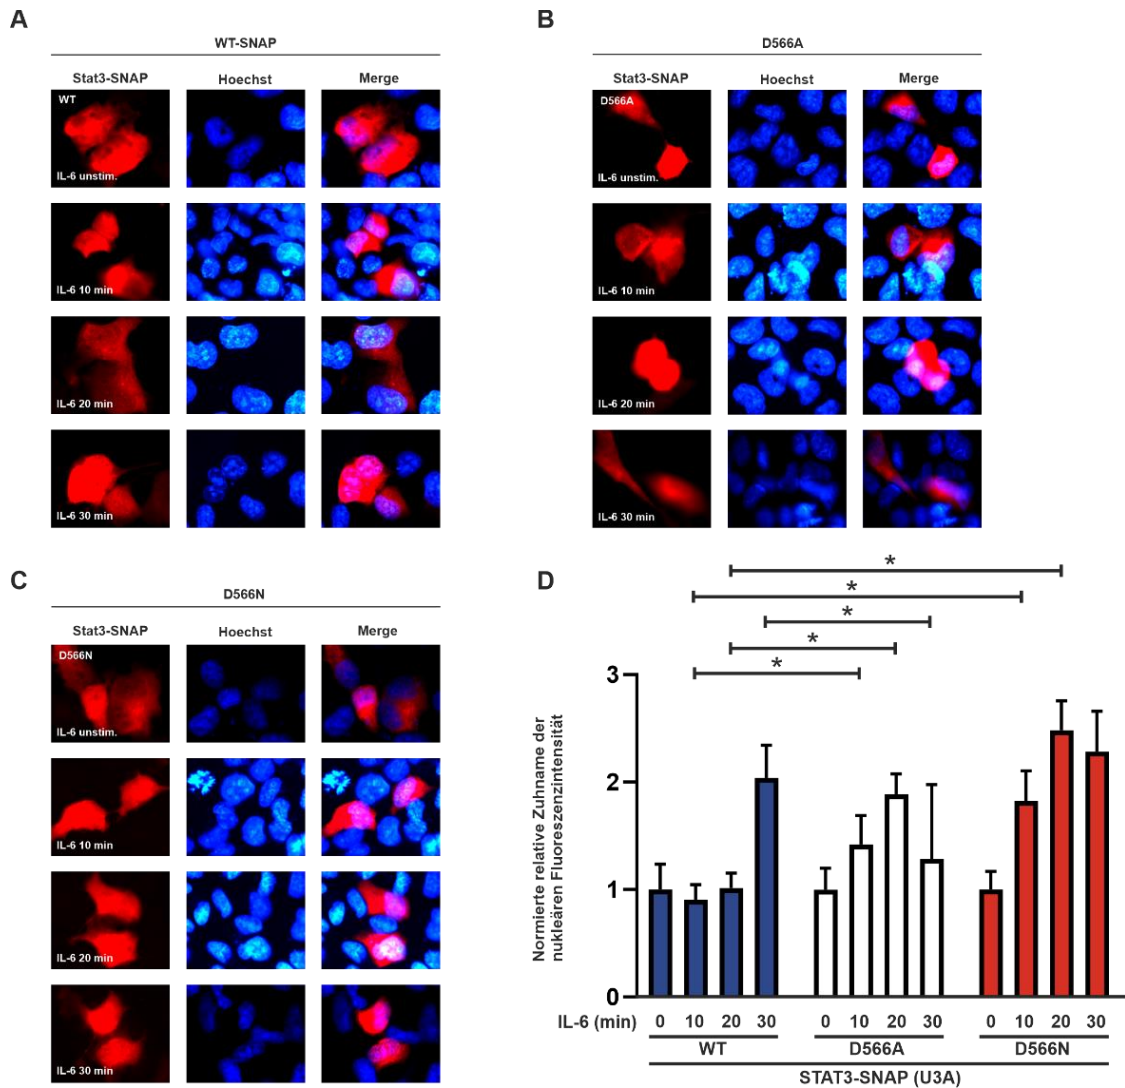 A
WT-SNAP
Stat3-SNAP Hoechst Merge
WT
IL-6 unstim.
IL-6 10 min
IL-6 20 min
IL-6 30 min
B
D566A
Stat3-SNAP Hoechst Merge
D566A
IL-6 unstim.
IL-6 10 min
IL-6 20 min
IL-6 30 min
C
D566N
Stat3-SNAP Hoechst Merge
D566N
IL-6 unstim.
IL-6 10 min
IL-6 20 min
IL-6 30 min
D
*
*
*
*
*
Normierte relative Zuhname der
nukleären Fluoreszenzintensität
3
2
1
0
IL-6 (min) 0 10 20 30 0 10 20 30 0 10 20 30
WT D566A D566N
STAT3-SNAP (U3A)